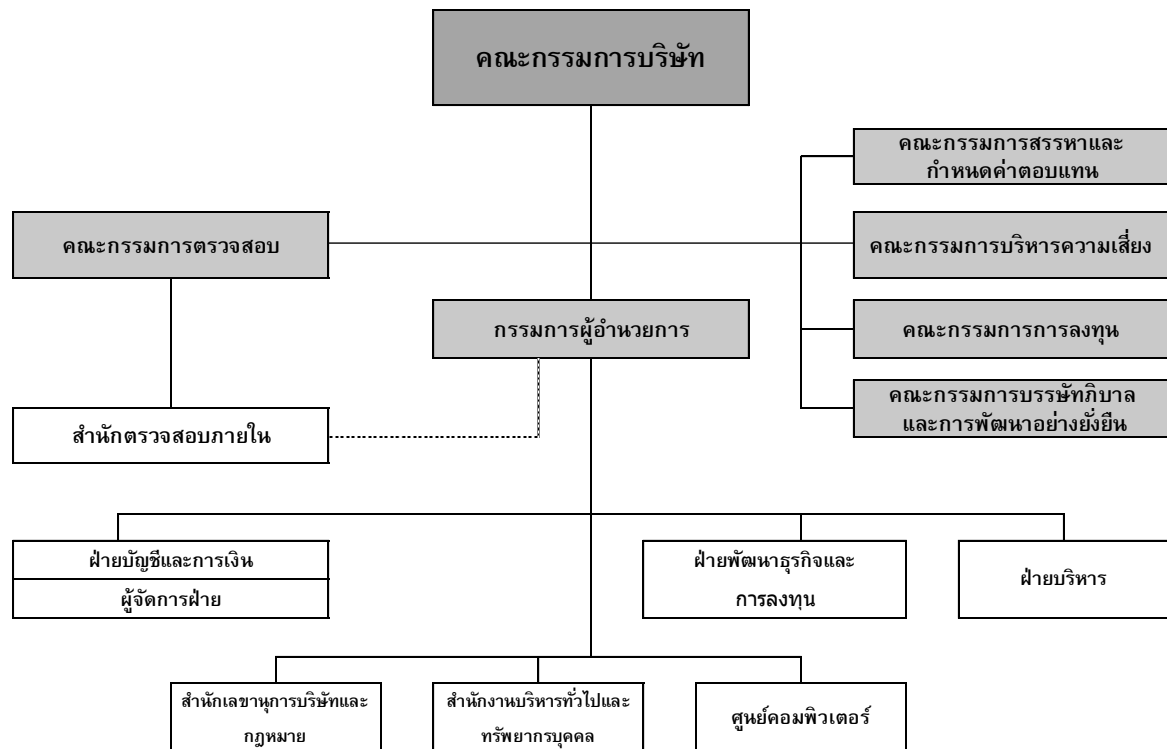 คณะกรรมการบริษัท
คณะกรรมการสรรหาและ
กำหนดค่าตอบแทน
คณะกรรมการตรวจสอบ
คณะกรรมการบริหารความเสี่ยง
กรรมการผู้อำนวยการ
คณะกรรมการการลงทุน
คณะกรรมการบรรษัทภิบาล
และการพัฒนาอย่างยั่งยืน
สำนักตรวจสอบภายใน
ฝ่ายบัญชีและการเงิน
ผู้จัดการฝ่าย
ฝ่ายพัฒนาธุรกิจและ
การลงทุน
ฝ่ายบริหาร
สำนักเลขานุการบริษัทและ
กฎหมาย
สำนักงานบริหารทั่วไปและ
ทรัพยากรบุคคล
ศูนย์คอมพิวเตอร์